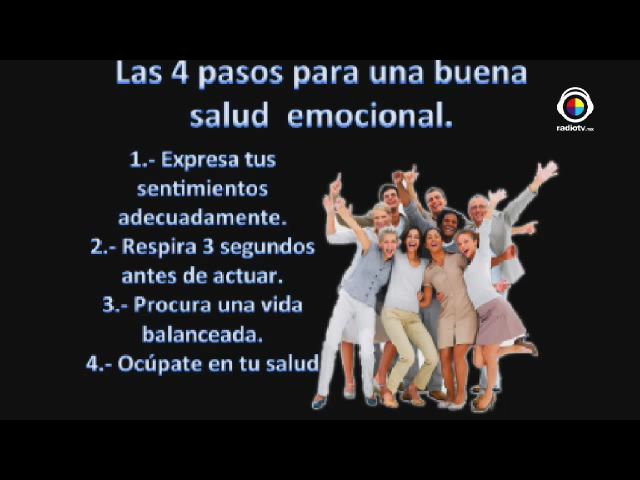 Las 4 pasos para una buena
salud emocional.
radiotv.mx
1.- Expresa tus
sentimientos
adecuadamente.
2.- Respira 3 segundos
antes de actuar.
3.- Procura una vida
balanceada.
4.- Ocúpate en tu salud